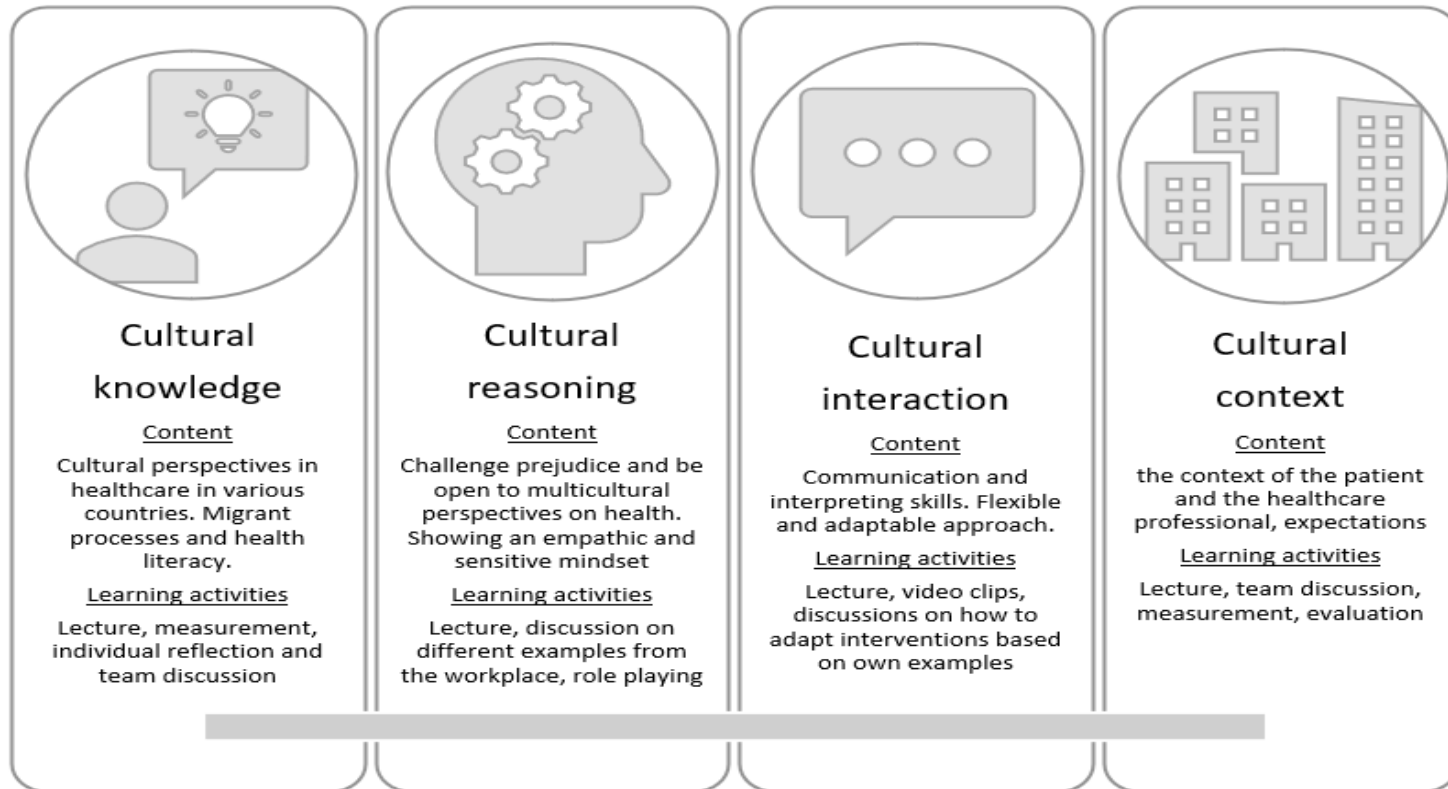 Cultural
knowledge
Content
Cultural perspectives in
healthcare in various
countries. Migrant
processes and health
literacy.
Learning activities
Lecture, measurement,
individual reflection and
team discussion
Cultural
reasoning
Content
Challenge prejudice and be
open to multicultural
perspectives on health.
Showing an empathic and
sensitive mindset
Learning activities
Lecture, discussion on
different examples from
the workplace, role playing
Cultural
interaction
Content
Communication and
interpreting skills. Flexible
and adaptable approach.
Learning activities
Lecture, video clips,
discussions on how to
adapt interventions based
on own examples
Cultural
context
Content
the context of the patient
and the healthcare
professional, expectations
Learning activities
Lecture, team discussion,
measurement, evaluation